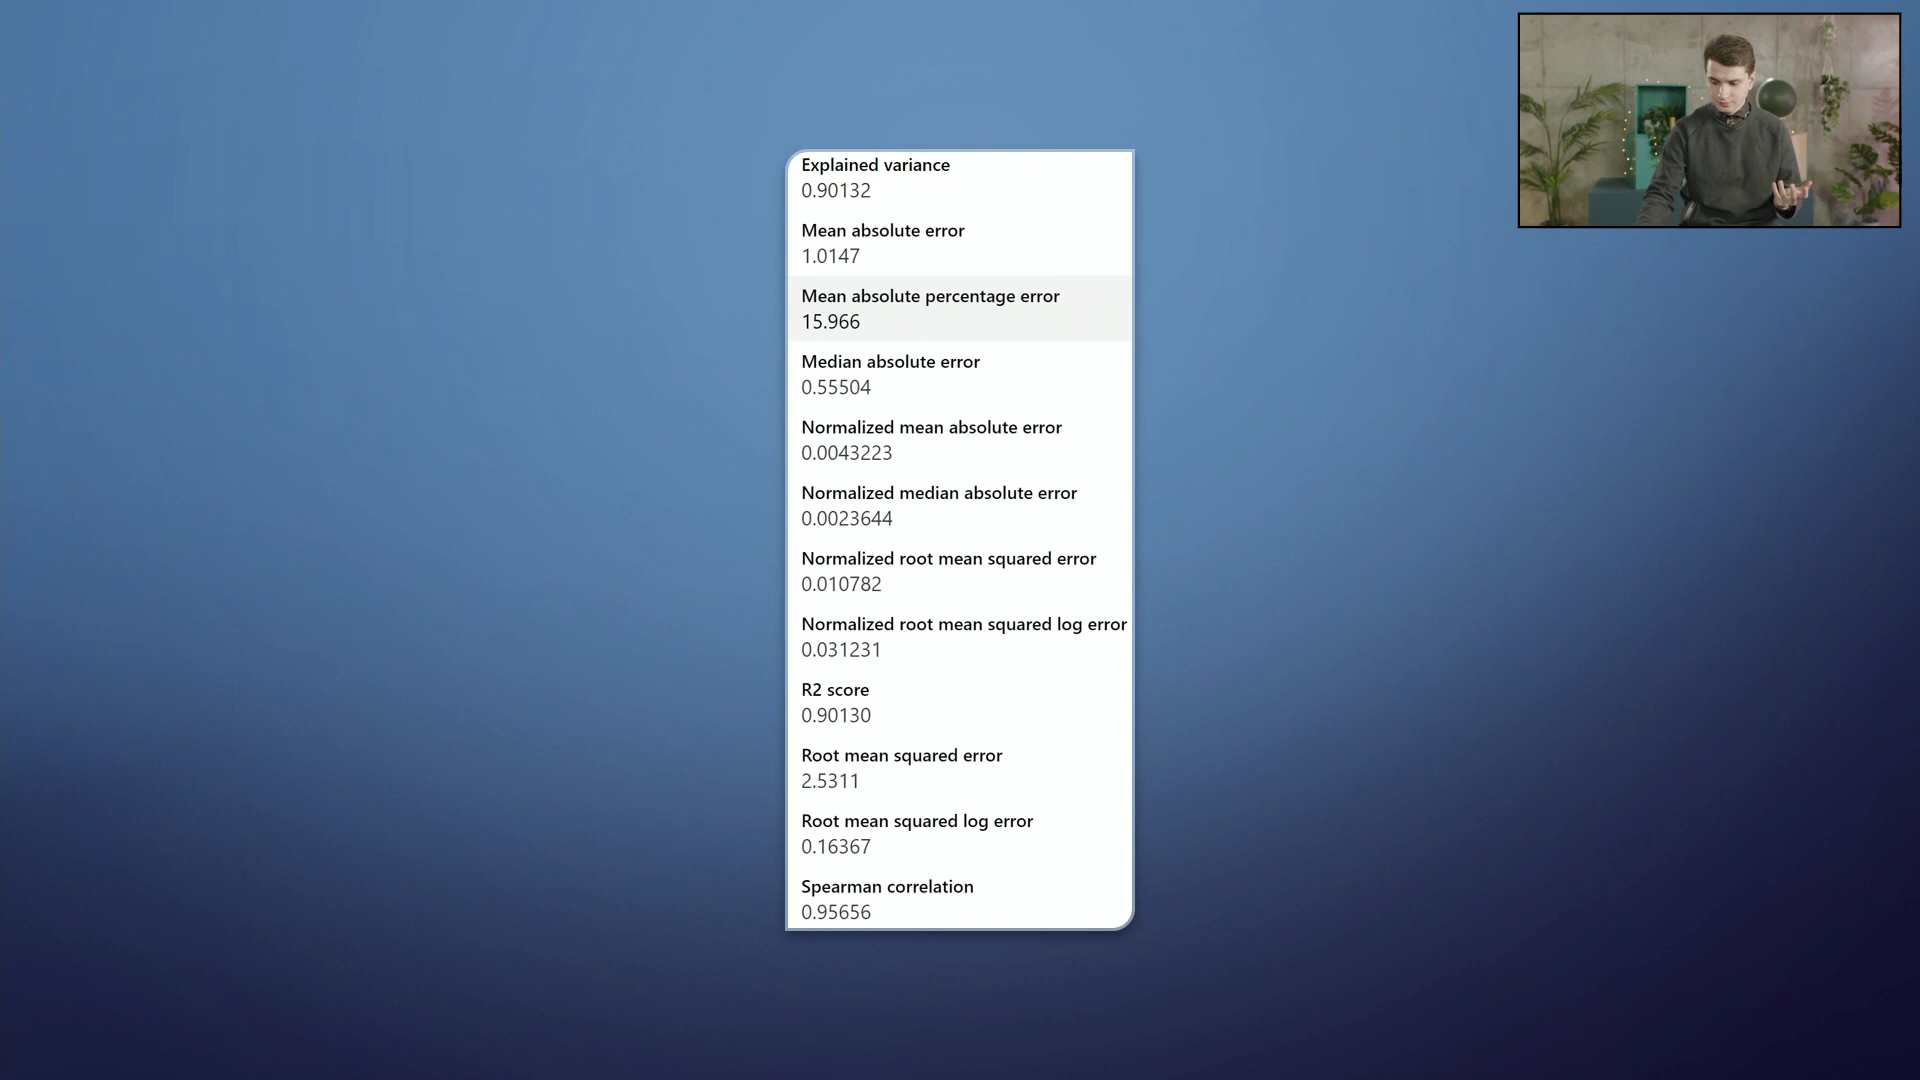 Explained variance
0.90132
Mean absolute error
1.0147
Mean absolute percentage error
15.966
Median absolute error
0.55504
Normalized mean absolute error
0.0043223
Normalized median absolute error
0.0023644
Normalized root mean squared error
0.010782
Normalized root mean squared log error
0.031231
R2 score
0.90130
Root mean squared error
2.5311
Root mean squared log error
0.16367
Spearman correlation
0.95656